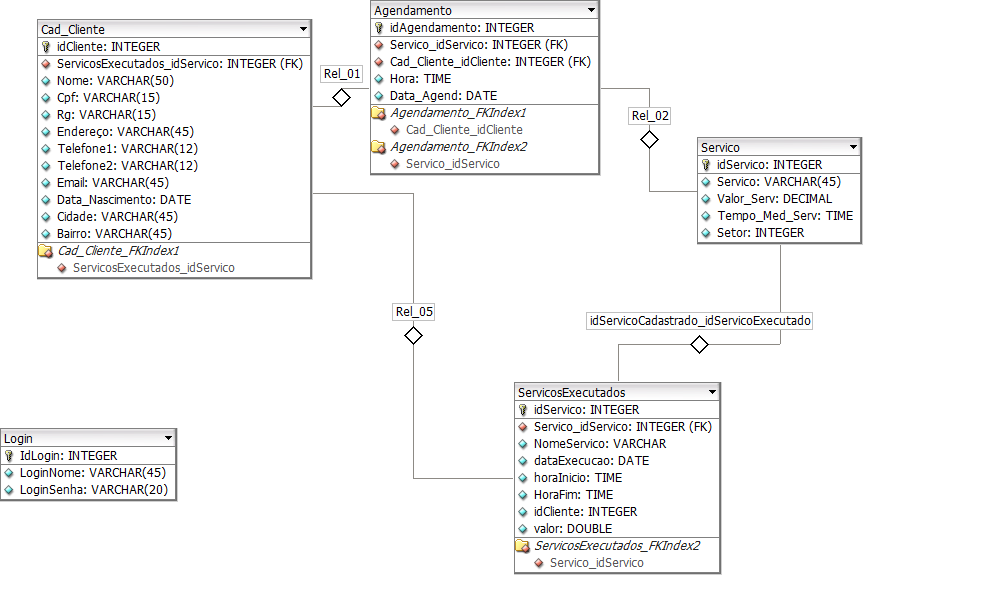 Cad_Cliente
idCliente: INTEGER
ServicosExecutados_idServico: INTEGER (FK)
Nome: VARCHAR(50)
Cpf: VARCHAR(15)
Rg: VARCHAR(15)
Endereço: VARCHAR(45)
Telefone1: VARCHAR(12)
Telefone2: VARCHAR(12)
Email: VARCHAR(45)
Data_Nascimento: DATE
Cidade: VARCHAR(45)
Bairro: VARCHAR(45)
Cad_Cliente_FKIndex1
ServicosExecutados_idServico
Rel_01
Agendamento
idAgendamento: INTEGER
Servico_idServico: INTEGER (FK)
Cad_Cliente_idCliente: INTEGER (FK)
Hora: TIME
Data_Agend: DATE
Agendamento_FKIndex1
Cad_Cliente_idCliente
Agendamento_FKIndex2
Servico_idServico
Rel_02
Servico
idServico: INTEGER
Servico: VARCHAR(45)
Valor_Serv: DECIMAL
Tempo_Med_Serv: TIME
Setor: INTEGER
Rel_05
idServicoCadastrado_idServicoExecutado
ServicosExecutados
idServico: INTEGER
Servico_idServico: INTEGER (FK)
NomeServico: VARCHAR
dataExecucao: DATE
horaInicio: TIME
HoraFim: TIME
idCliente: INTEGER
valor: DOUBLE
ServicosExecutados_FKIndex2
Servico_idServico
Login
IdLogin: INTEGER
LoginNome: VARCHAR(45)
LoginSenha: VARCHAR(20)